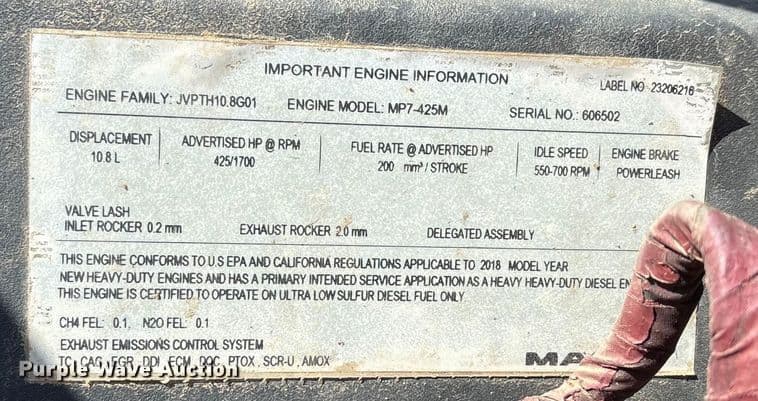 IMPORTANT ENGINE INFORMATION
LABEL NO 23206216
ENGINE FAMILY: JVPTH10.8G01 ENGINE MODEL: MP7-425M SERIAL NO.: 606502
DISPLACEMENT ADVERTISED HP @ RPM FUEL RATE @ ADVERTISED HP IDLE SPEED ENGINE BRAKE
10.8 L 425/1700 200 mm³ / STROKE 550-700 RPM POWERLEASH
VALVE LASH
INLET ROCKER 0.2 mm EXHAUST ROCKER 2.0 mm DELEGATED ASSEMBLY
THIS ENGINE CONFORMS TO U.S EPA AND CALIFORNIA REGULATIONS APPLICABLE TO 2018 MODEL YEAR
NEW HEAVY-DUTY ENGINES AND HAS A PRIMARY INTENDED SERVICE APPLICATION AS A HEAVY HEAVY-DUTY DIESEL EN
THIS ENGINE IS CERTIFIED TO OPERATE ON ULTRA LOW SULFUR DIESEL FUEL ONLY
CH4 FEL: 0.1, N2O FEL: 0.1
EXHAUST EMISSIONS CONTROL SYSTEM
TC, CAC, EGR, DDI, ECM, DOC, PTOX, SCR-U, AMOX
MA
Purple Wave Auction